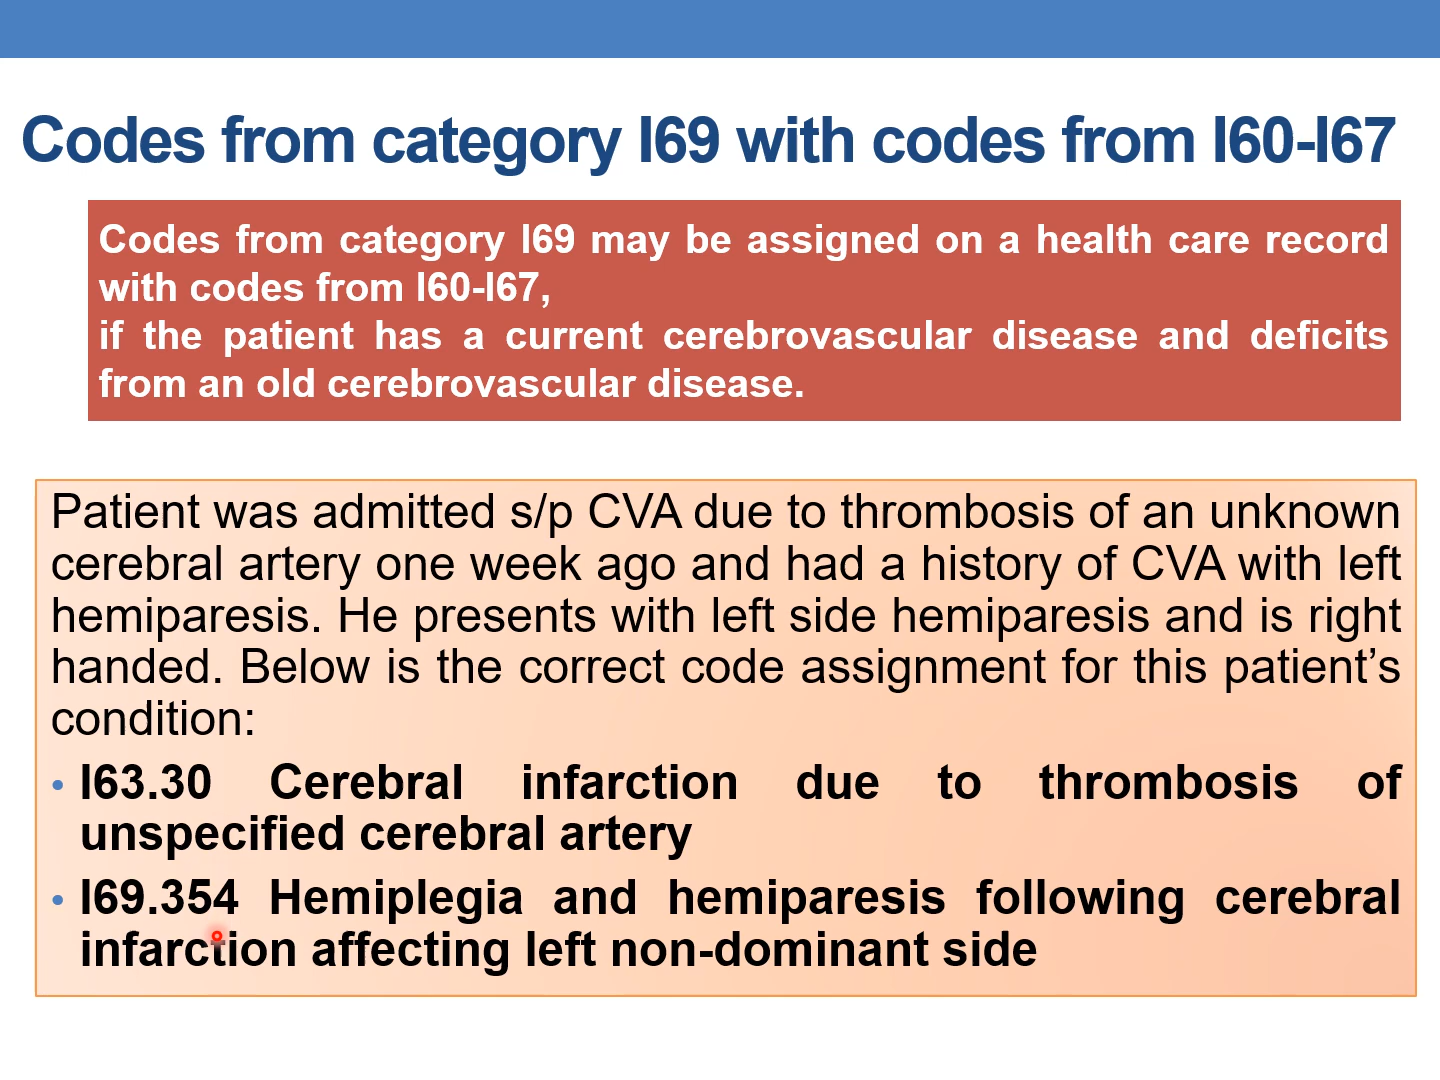 Codes from category I69 with codes from I60-I67
Codes from category I69 may be assigned on a health care record
with codes from I60-I67,
if the patient has a current cerebrovascular disease and deficits
from an old cerebrovascular disease.
Patient was admitted s/p CVA due to thrombosis of an unknown
cerebral artery one week ago and had a history of CVA with left
hemiparesis. He presents with left side hemiparesis and is right
handed. Below is the correct code assignment for this patient’s
condition:
• I63.30 Cerebral infarction due to thrombosis of
unspecified cerebral artery
• I69.354 Hemiplegia and hemiparesis following cerebral
infarction affecting left non-dominant side